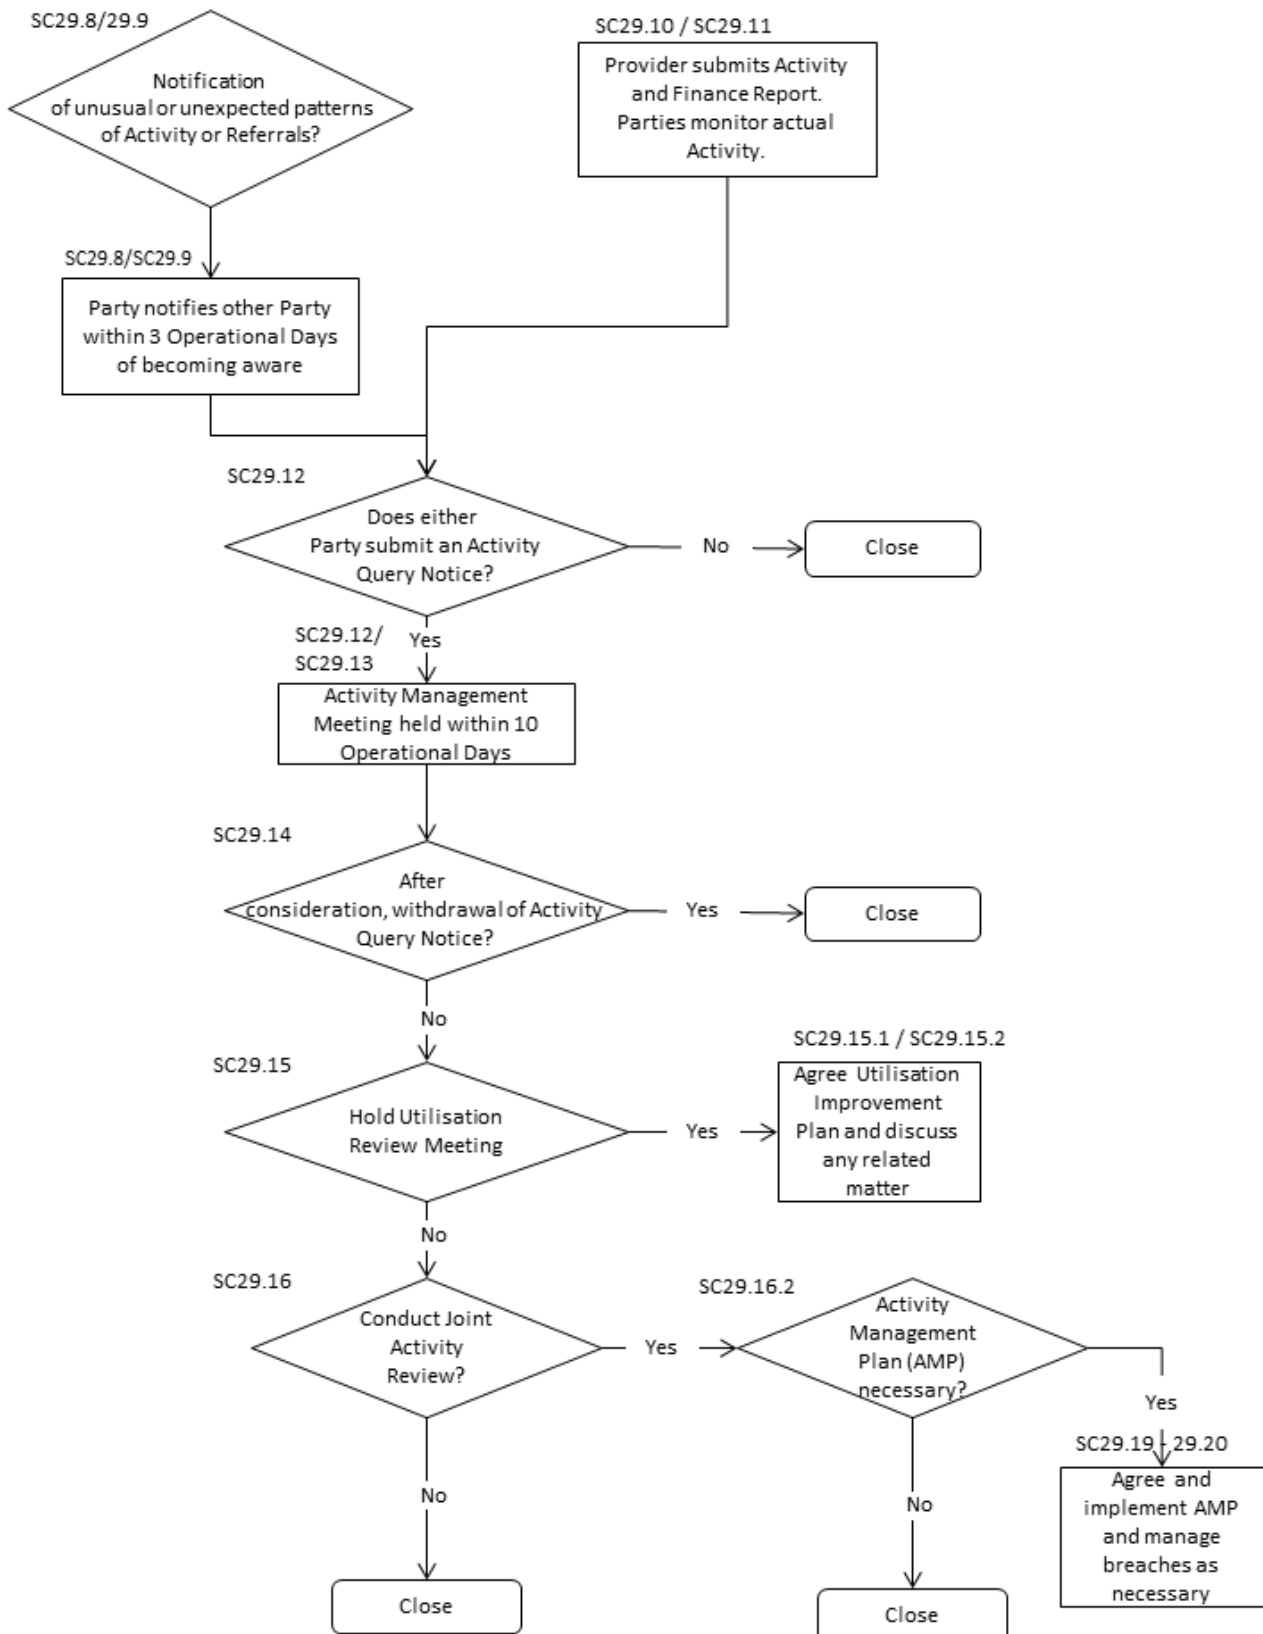 SC29.8/29.9
Notification
of unusual or unexpected patterns
of Activity or Referrals?
SC29.10 / SC29.11
Provider submits Activity
and Finance Report.
Parties monitor actual
Activity.
SC29.8/SC29.9
Party notifies other Party
within 3 Operational Days
of becoming aware
SC29.12
Does either
Party submit an Activity
Query Notice?
No
Close
SC29.12/
SC29.13
Yes
Activity Management
Meeting held within 10
Operational Days
SC29.14
After
consideration, withdrawal of Activity
Query Notice?
Yes
Close
No
SC29.15
Hold Utilisation
Review Meeting
Yes
SC29.15.1 / SC29.15.2
Agree Utilisation
Improvement
Plan and discuss
any related
matter
No
SC29.16
Conduct Joint
Activity
Review?
Yes
SC29.16.2
Activity
Management
Plan (AMP)
necessary?
Yes
SC29.19 - 29.20
Agree and
implement AMP
and manage
breaches as
necessary
No
Close
No
Close